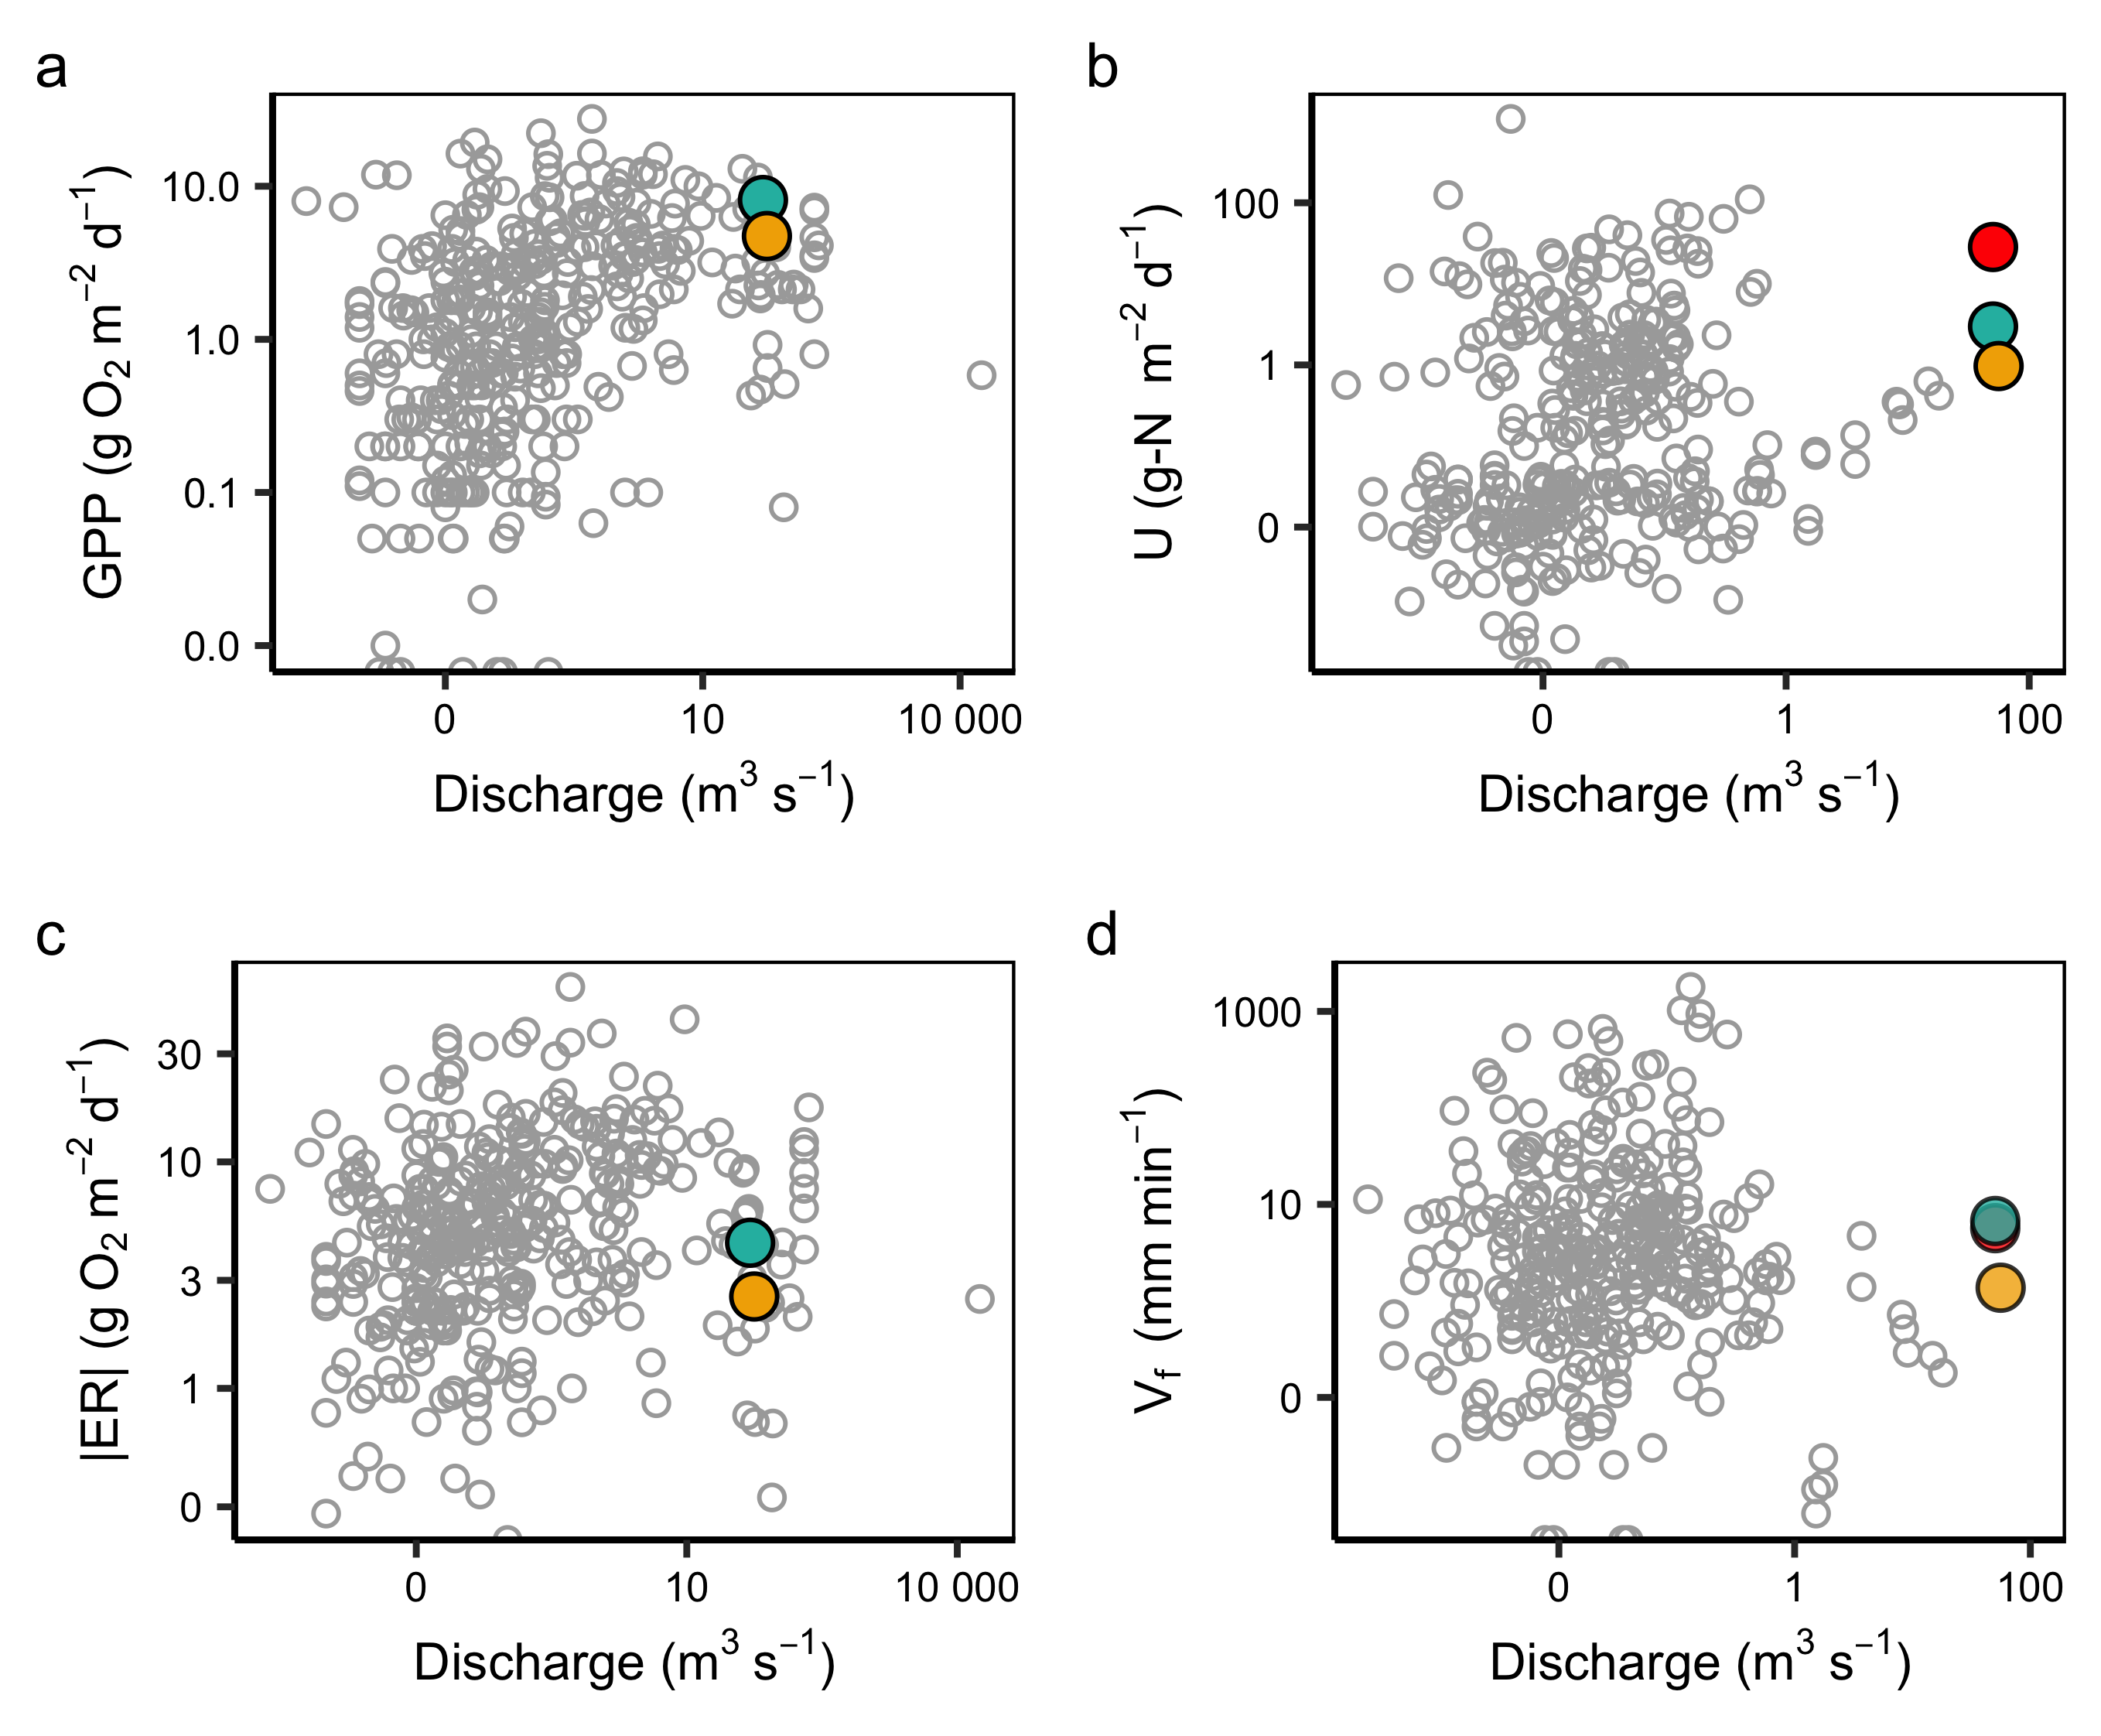 a
GPP (g O₂ m⁻² d⁻¹)
10.0
1.0
0.1
0.0
0 10 10 000
Discharge (m³ s⁻¹)
b
U (g-N m⁻² d⁻¹)
100
1
0
0 1 100
Discharge (m³ s⁻¹)
c
|ER| (g O₂ m⁻² d⁻¹)
30
10
3
1
0
0 10 10 000
Discharge (m³ s⁻¹)
d
V_f (mm min⁻¹)
1000
10
0
0 1 100
Discharge (m³ s⁻¹)